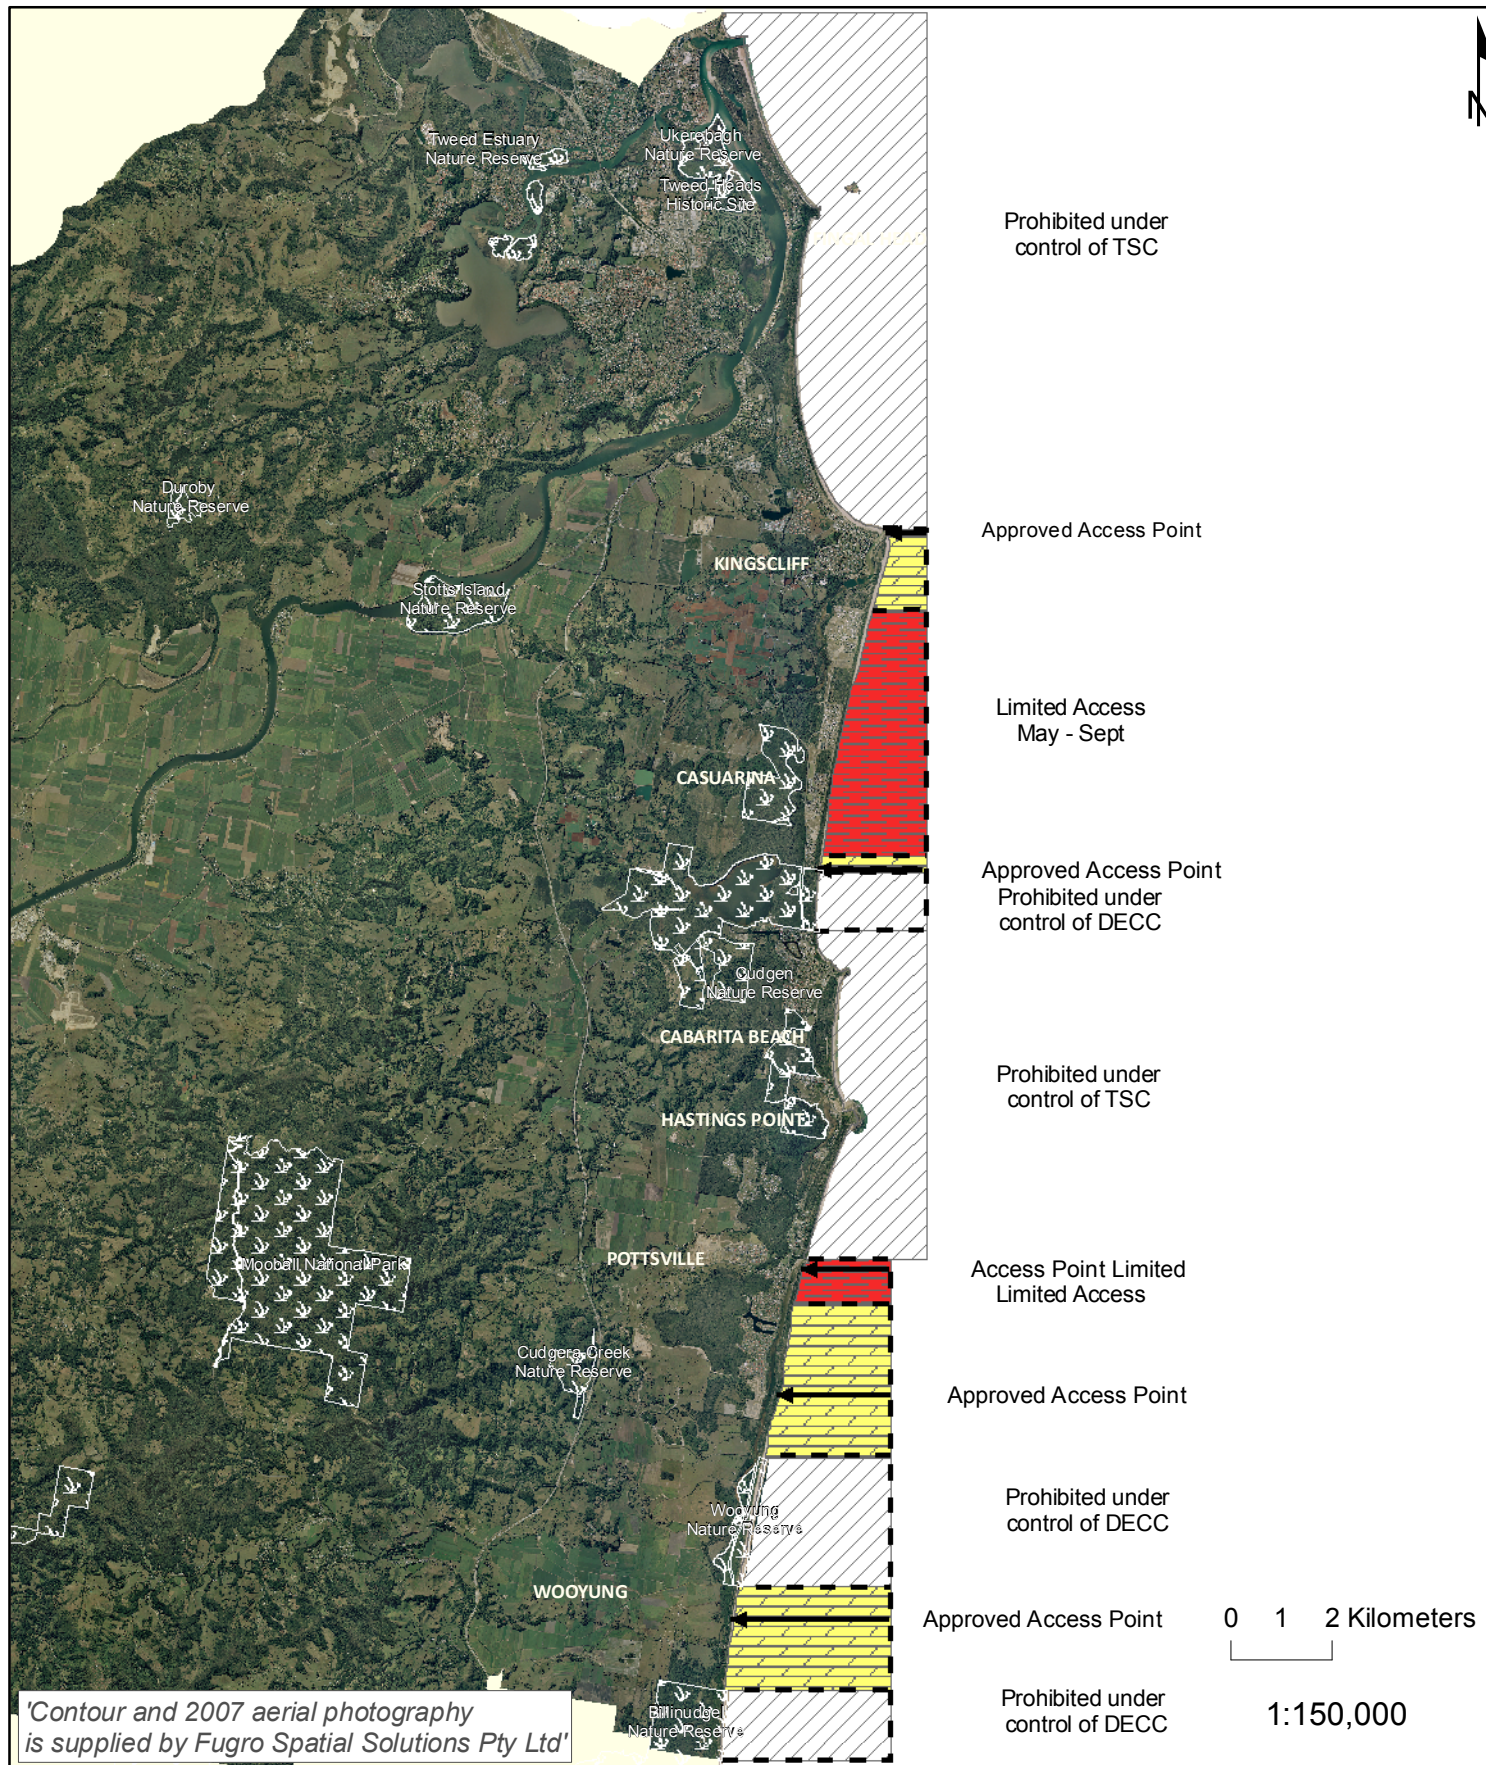 N
Tweed Estuary
Nature Reserve
Ukerebagh
Nature Reserve
Tweed Heads
Historic Site
Prohibited under
control of TSC
Duroby
Nature Reserve
Approved Access Point
KINGSCLIFF
Stotts Island
Nature Reserve
Limited Access
May - Sept
CASUARINA
Approved Access Point
Prohibited under
control of DECC
Cudgen
Nature Reserve
CABARITA BEACH
Prohibited under
control of TSC
HASTINGS POINT
POTTSVILLE
Mooball National Park
Access Point Limited
Limited Access
Cudgera Creek
Nature Reserve
Approved Access Point
Wooyung
Nature Reserve
Prohibited under
control of DECC
WOOYUNG
Approved Access Point
0 1 2 Kilometers
Billinudgel
Nature Reserve
Prohibited under
control of DECC
1:150,000
'Contour and 2007 aerial photography
is supplied by Fugro Spatial Solutions Pty Ltd'